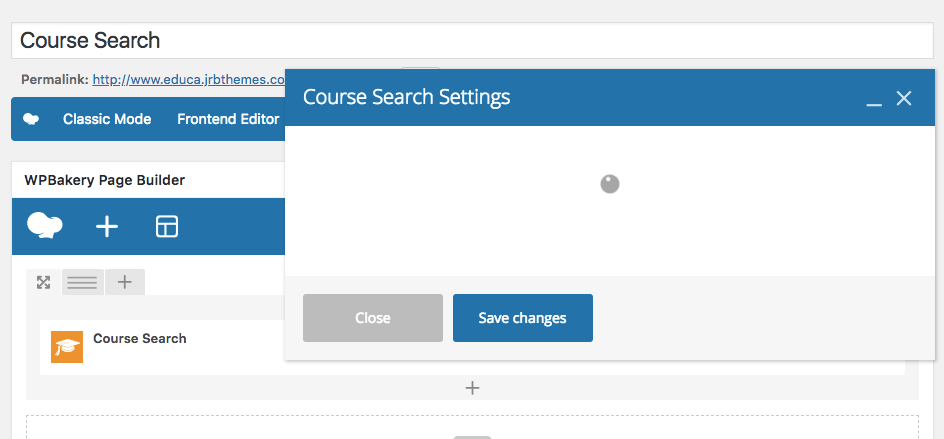 Course Search
Permalink: http://www.educa.jrbthemes.co
Course Search Settings
Classic Mode Frontend Editor
WPBakery Page Builder
Close Save changes
Course Search